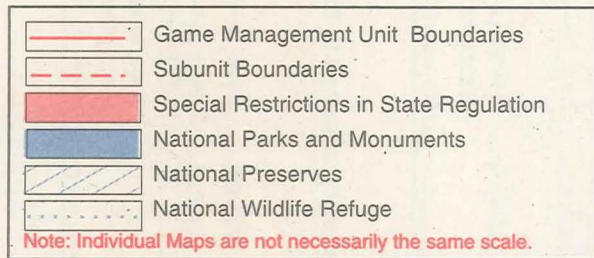 Game Management Unit Boundaries
Subunit Boundaries
Special Restrictions in State Regulation
National Parks and Monuments
National Preserves
National Wildlife Refuge
Note: Individual Maps are not necessarily the same scale.